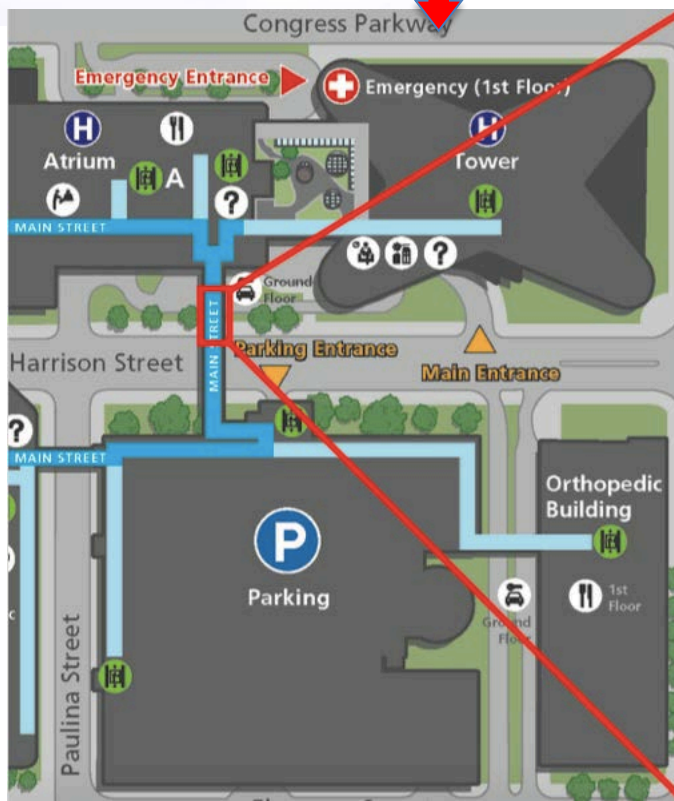 Congress Parkway
Emergency Entrance
Emergency (1st Floor)
H
Atrium
A
H
Tower
?
?
MAIN STREET
Ground
Floor
MAIN STREET
Harrison Street
Parking Entrance
Main Entrance
?
MAIN STREET
Orthopedic
Building
P
Parking
1st
Floor
Ground
Floor
Paulina Street